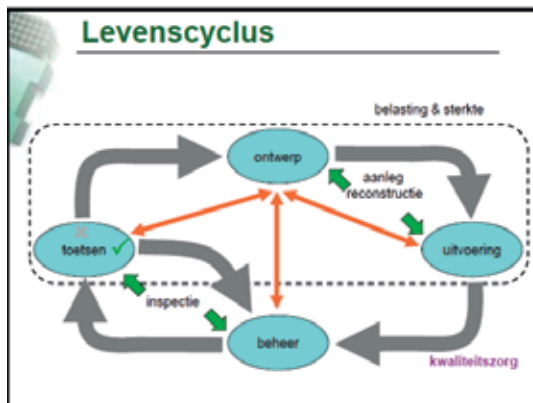 Levenscyclus
belasting & sterkte
ontwerp
aanleg
reconstructie
toetsen
uitvoering
inspectie
beheer
kwaliteitszorg